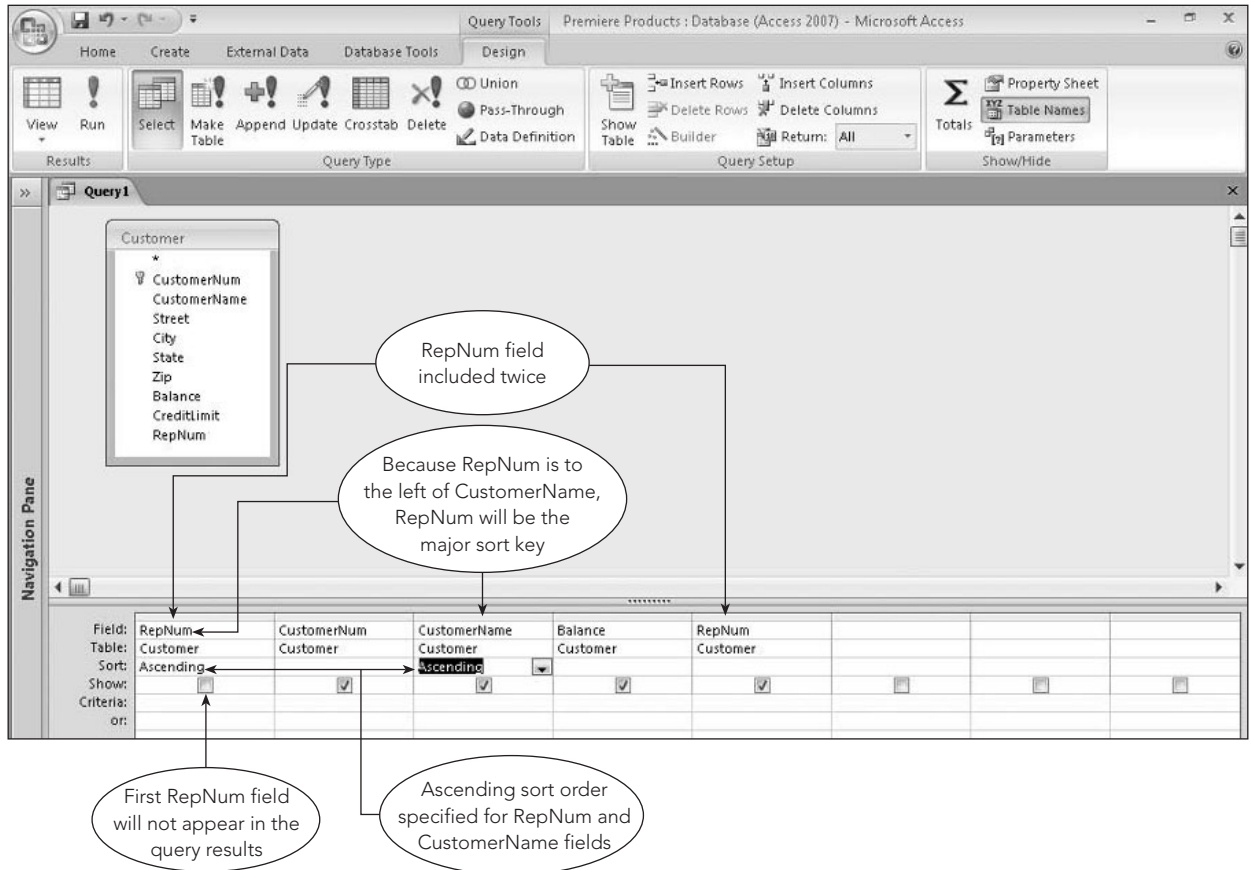 Query Tools Premiere Products : Database (Access 2007) - Microsoft Access
Home Create External Data Database Tools Design
View Run Select Make Table Append Update Crosstab Delete
Union
Pass-Through
Data Definition
Show Table
Insert Rows Insert Columns
Delete Rows Delete Columns
Builder Return: All
Totals
Property Sheet
XYZ Table Names
[?] Parameters
Results Query Type Query Setup Show/Hide
Query1
Navigation Pane
Customer
*
CustomerNum
CustomerName
Street
City
State
Zip
Balance
CreditLimit
RepNum
RepNum field
included twice
Because RepNum is to
the left of CustomerName,
RepNum will be the
major sort key
Field: RepNum CustomerNum CustomerName Balance RepNum
Table: Customer Customer Customer Customer Customer
Sort: Ascending Ascending
Show:
Criteria:
or:
First RepNum field
will not appear in the
query results
Ascending sort order
specified for RepNum and
CustomerName fields